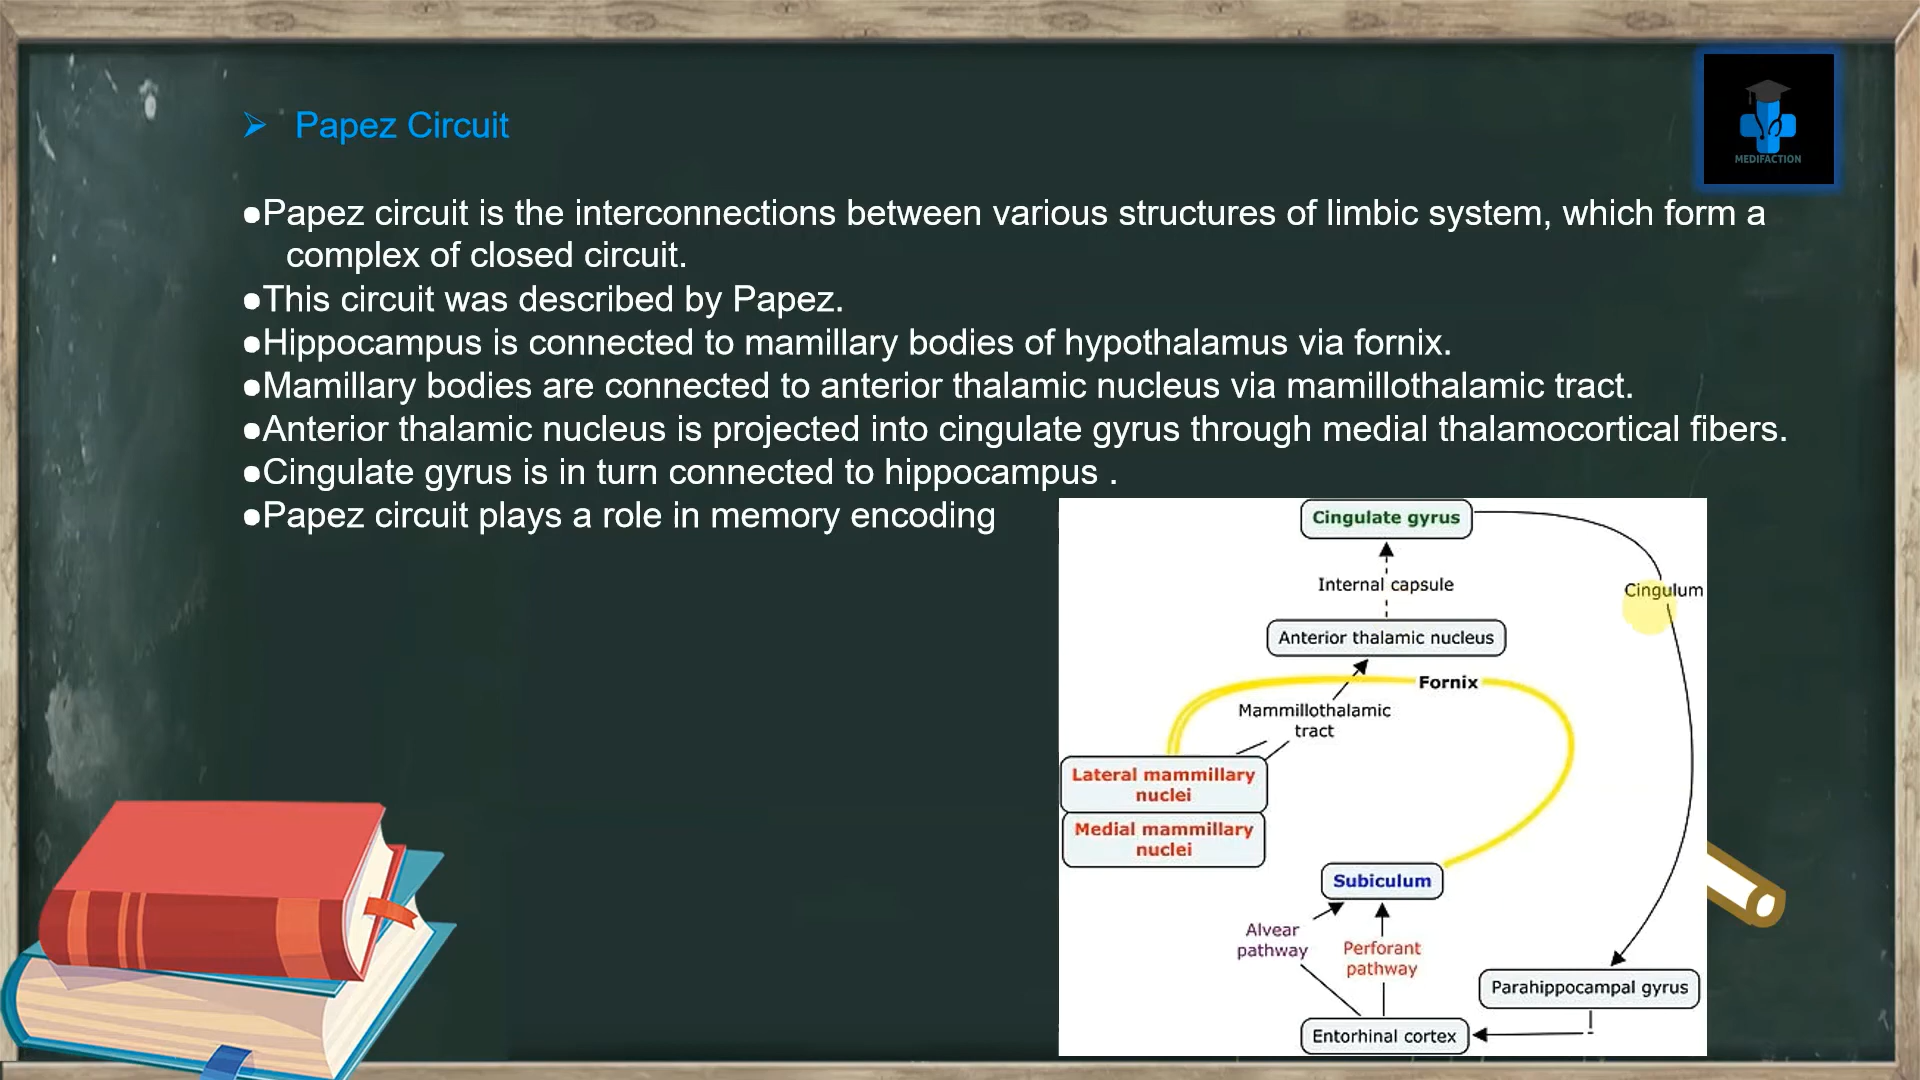 ➢ Papez Circuit
MEDIFACTION
●Papez circuit is the interconnections between various structures of limbic system, which form a
complex of closed circuit.
●This circuit was described by Papez.
●Hippocampus is connected to mamillary bodies of hypothalamus via fornix.
●Mamillary bodies are connected to anterior thalamic nucleus via mamillothalamic tract.
●Anterior thalamic nucleus is projected into cingulate gyrus through medial thalamocortical fibers.
●Cingulate gyrus is in turn connected to hippocampus .
●Papez circuit plays a role in memory encoding
Cingulate gyrus
Internal capsule
Cingulum
Anterior thalamic nucleus
Fornix
Mammillothalamic
tract
Lateral mammillary
nuclei
Medial mammillary
nuclei
Subiculum
Alvear
pathway
Perforant
pathway
Parahippocampal gyrus
Entorhinal cortex